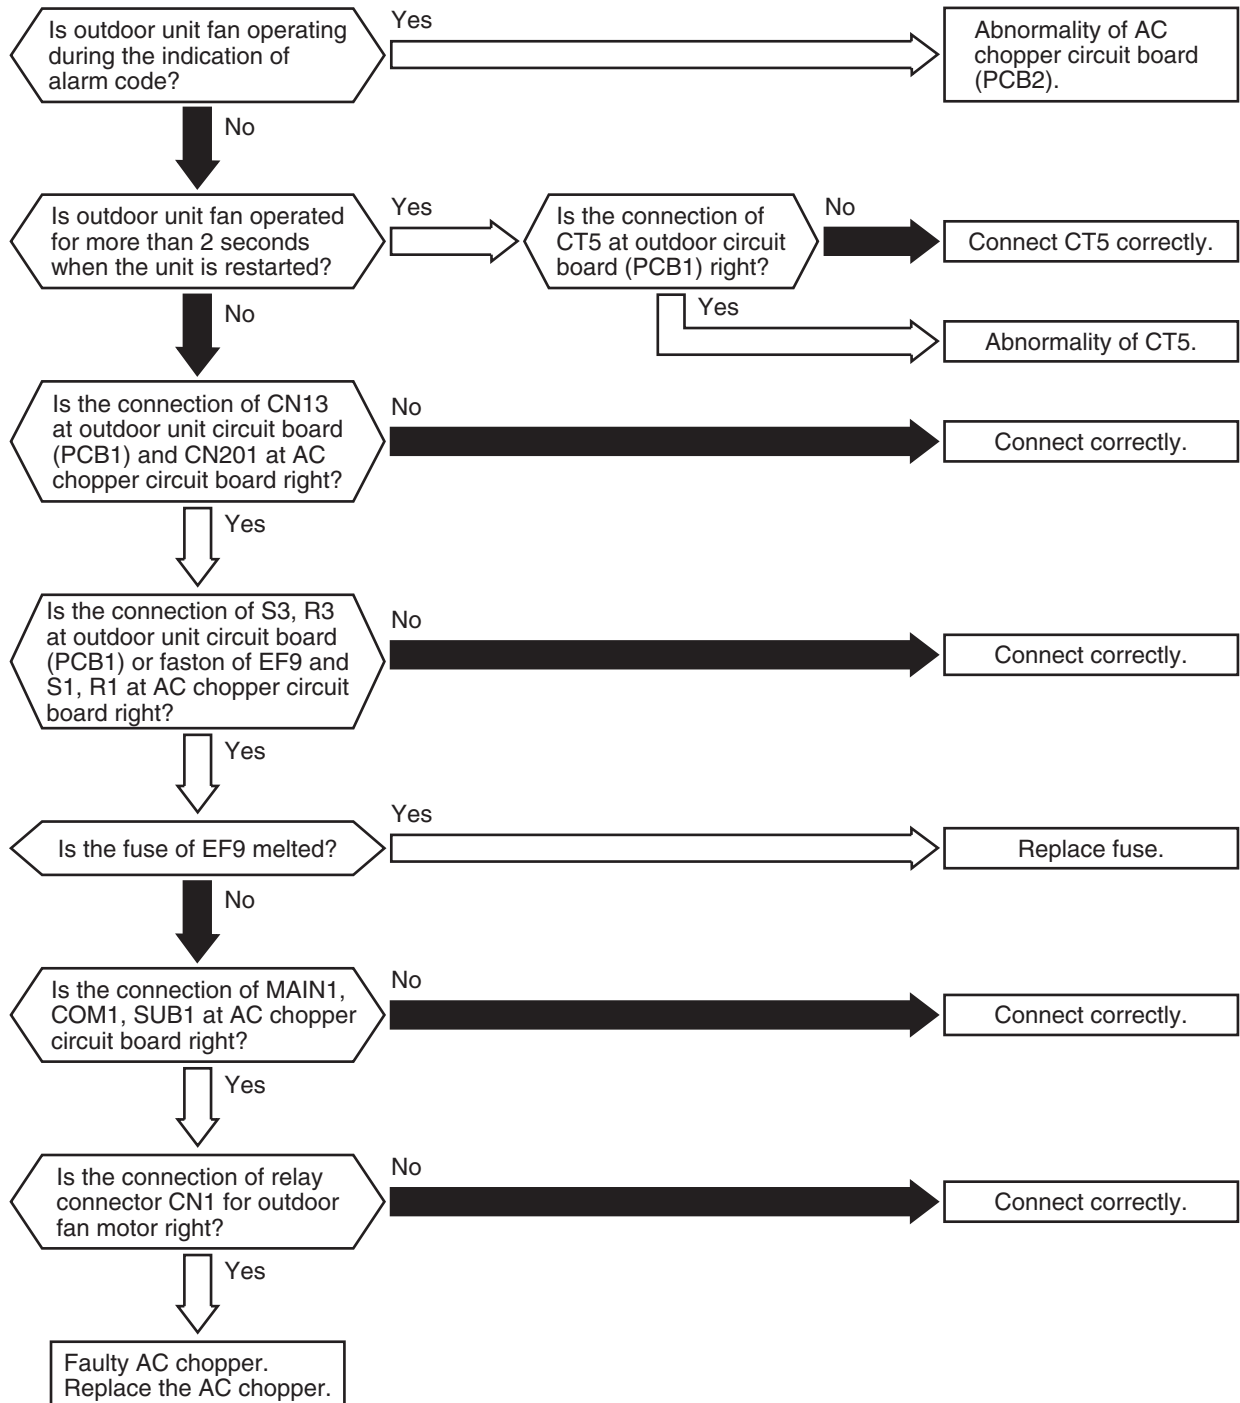 Is outdoor unit fan operating
during the indication of
alarm code?
Yes
Abnormality of AC
chopper circuit board
(PCB2).
No
Is outdoor unit fan operated
for more than 2 seconds
when the unit is restarted?
Yes
Is the connection of
CT5 at outdoor circuit
board (PCB1) right?
No
Connect CT5 correctly.
Yes
Abnormality of CT5.
No
Is the connection of CN13
at outdoor unit circuit board
(PCB1) and CN201 at AC
chopper circuit board right?
No
Connect correctly.
Yes
Is the connection of S3, R3
at outdoor unit circuit board
(PCB1) or faston of EF9 and
S1, R1 at AC chopper circuit
board right?
No
Connect correctly.
Yes
Is the fuse of EF9 melted?
Yes
Replace fuse.
No
Is the connection of MAIN1,
COM1, SUB1 at AC chopper
circuit board right?
No
Connect correctly.
Yes
Is the connection of relay
connector CN1 for outdoor
fan motor right?
No
Connect correctly.
Yes
Faulty AC chopper.
Replace the AC chopper.